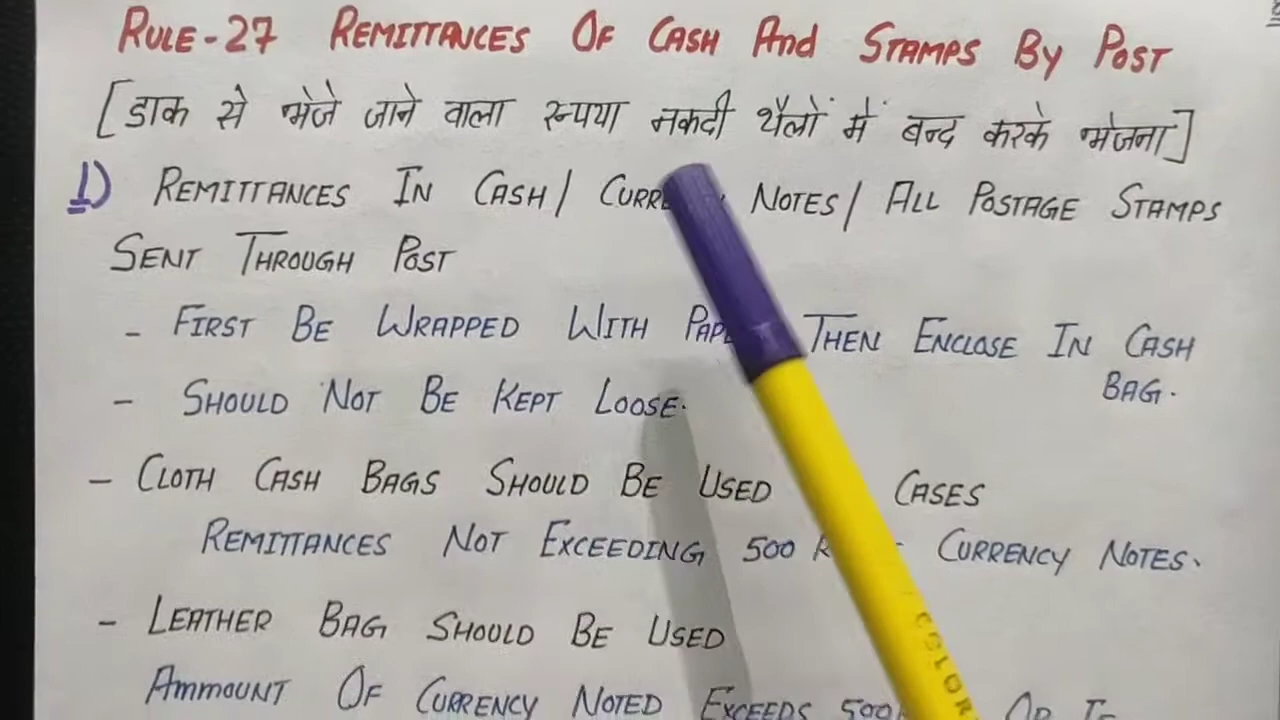 RULE-27 REMITTANCES OF CASH And STAMPS By POST
[डाक से भेजे जाने वाला रूपया नकदी थैलों में बन्द करके भेजना]
1) REMITTANCES IN CASH/ NOTES/ ALL POSTAGE STAMPS
SENT THROUGH POST
- FIRST BE WRAPPED WITH THEN ENCLOSE IN CASH
BAG.
- SHOULD NOT BE KEPT LOOSE.
- CLOTH CASH BAGS SHOULD BE USED CASES
REMITTANCES NOT EXCEEDING 500 CURRENCY NOTES.
- LEATHER BAG SHOULD BE USED
AMMOUNT OF CURRENCY NOTED EXCEEDS 500 OR